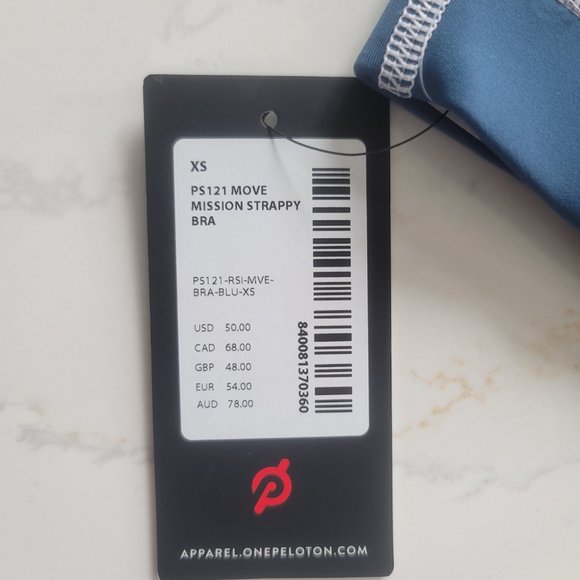 XS
PS121 MOVE
MISSION STRAPPY
BRA
PS121-RSI-MVE-
BRA-BLU-XS
USD 50.00
CAD 68.00
GBP 48.00
EUR 54.00
AUD 78.00
840081370360
APPAREL.ONEPELOTON.COM